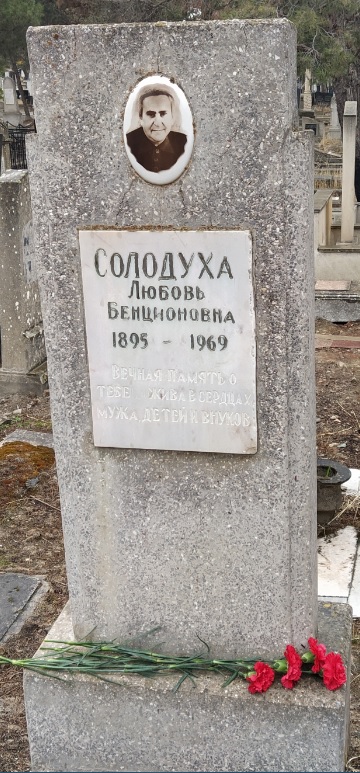 СОЛОДУХА
ЛЮБОВЬ
БЕНЦИОНОВНА
1895 - 1969
ВЕЧНАЯ ПАМЯТЬ О
ТЕБЕ ЖИВА В СЕРДЦАХ
МУЖА ДЕТЕЙ И ВНУКОВ